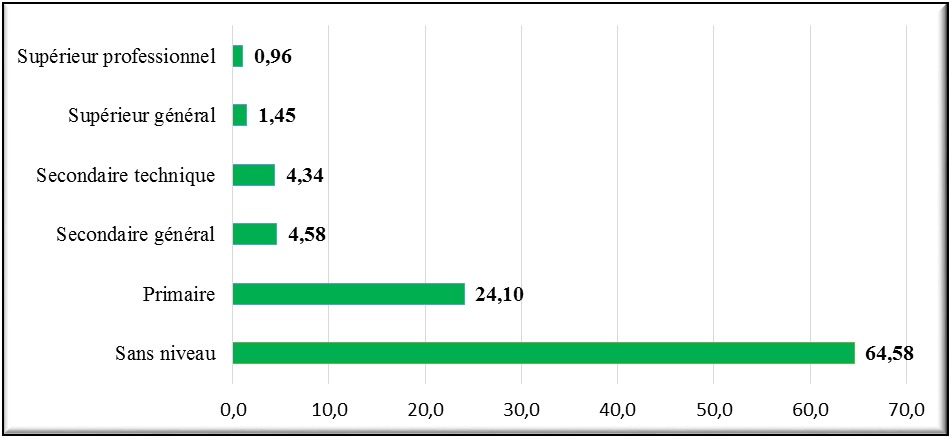 Supérieur professionnel 0,96
Supérieur général 1,45
Secondaire technique 4,34
Secondaire général 4,58
Primaire 24,10
Sans niveau 64,58
0,0 10,0 20,0 30,0 40,0 50,0 60,0 70,0